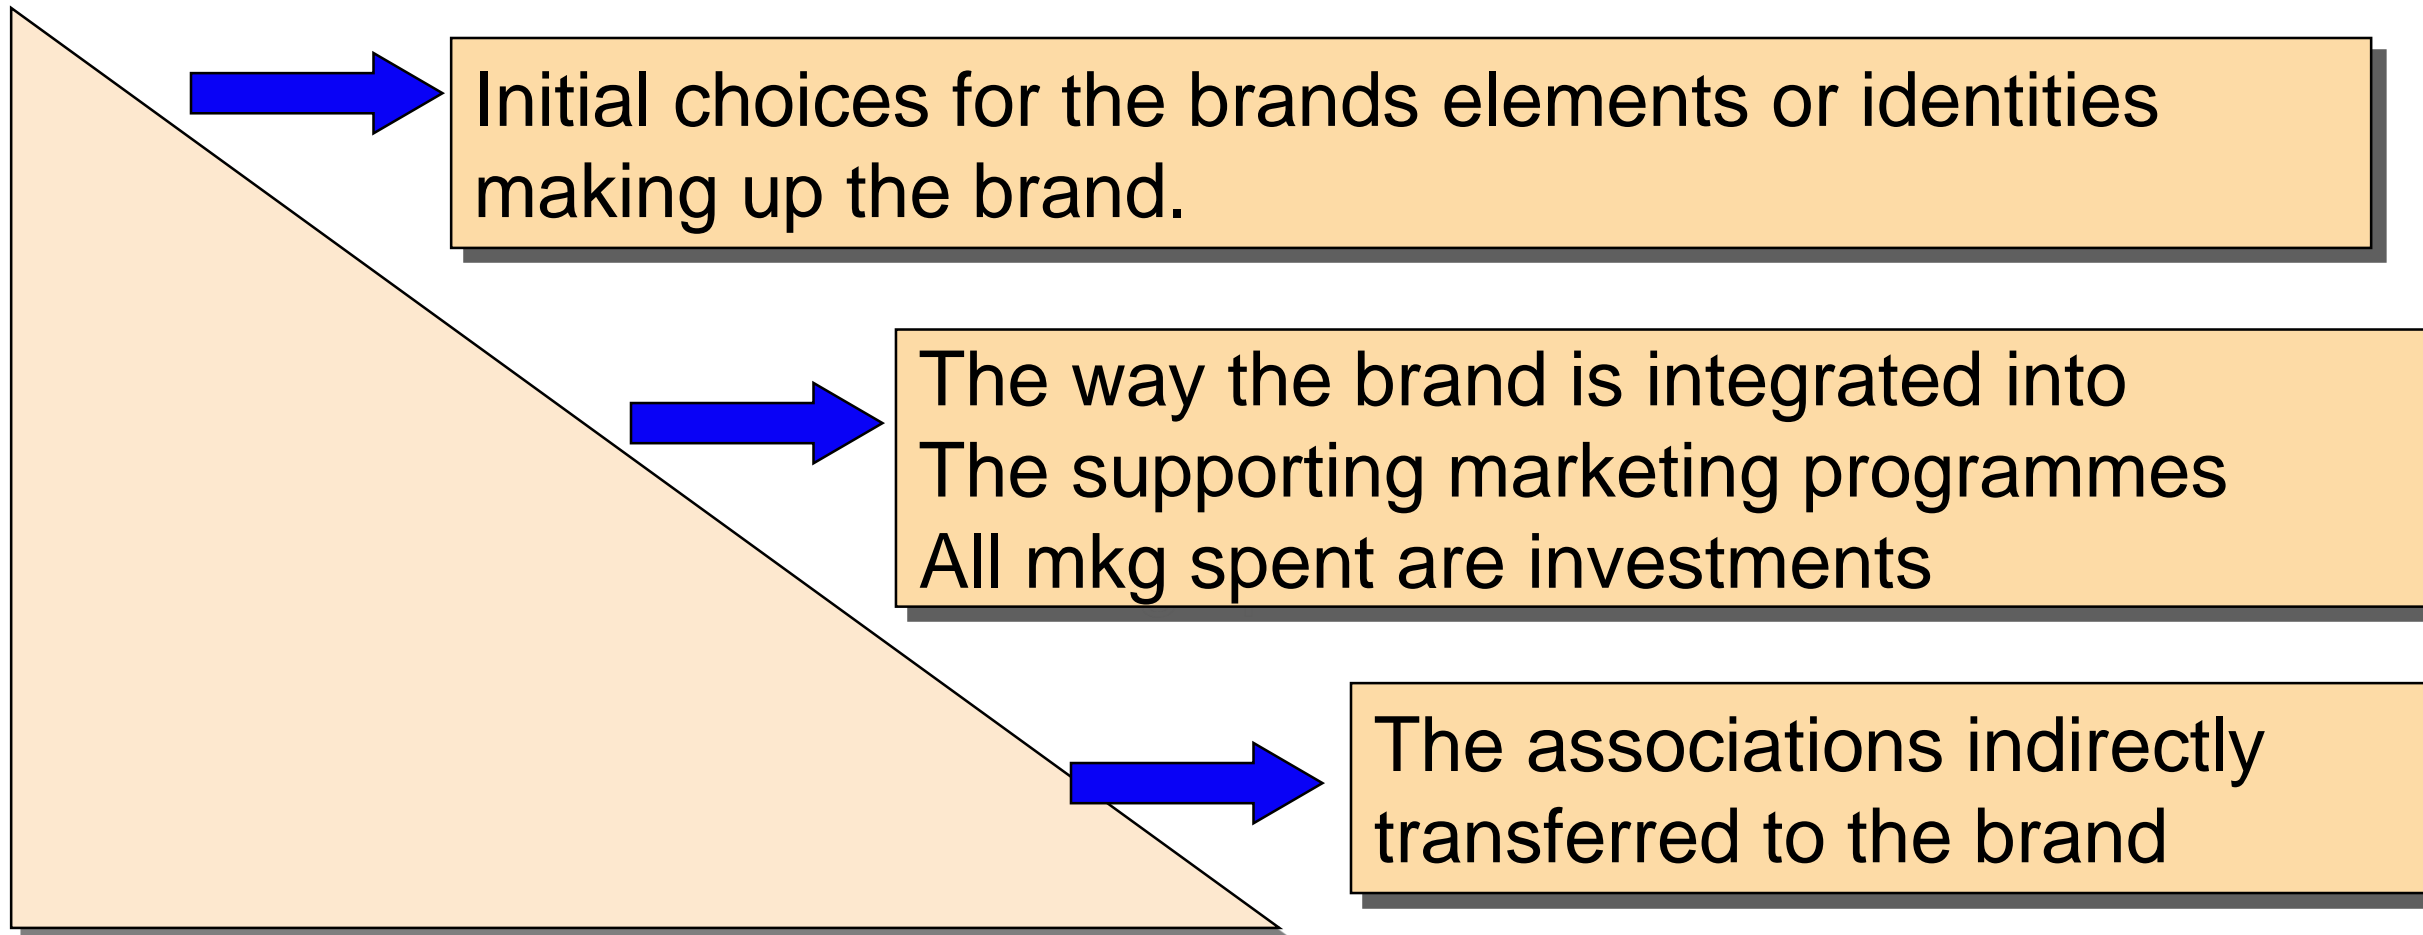 Initial choices for the brands elements or identities
making up the brand.
The way the brand is integrated into
The supporting marketing programmes
All mkg spent are investments
The associations indirectly
transferred to the brand